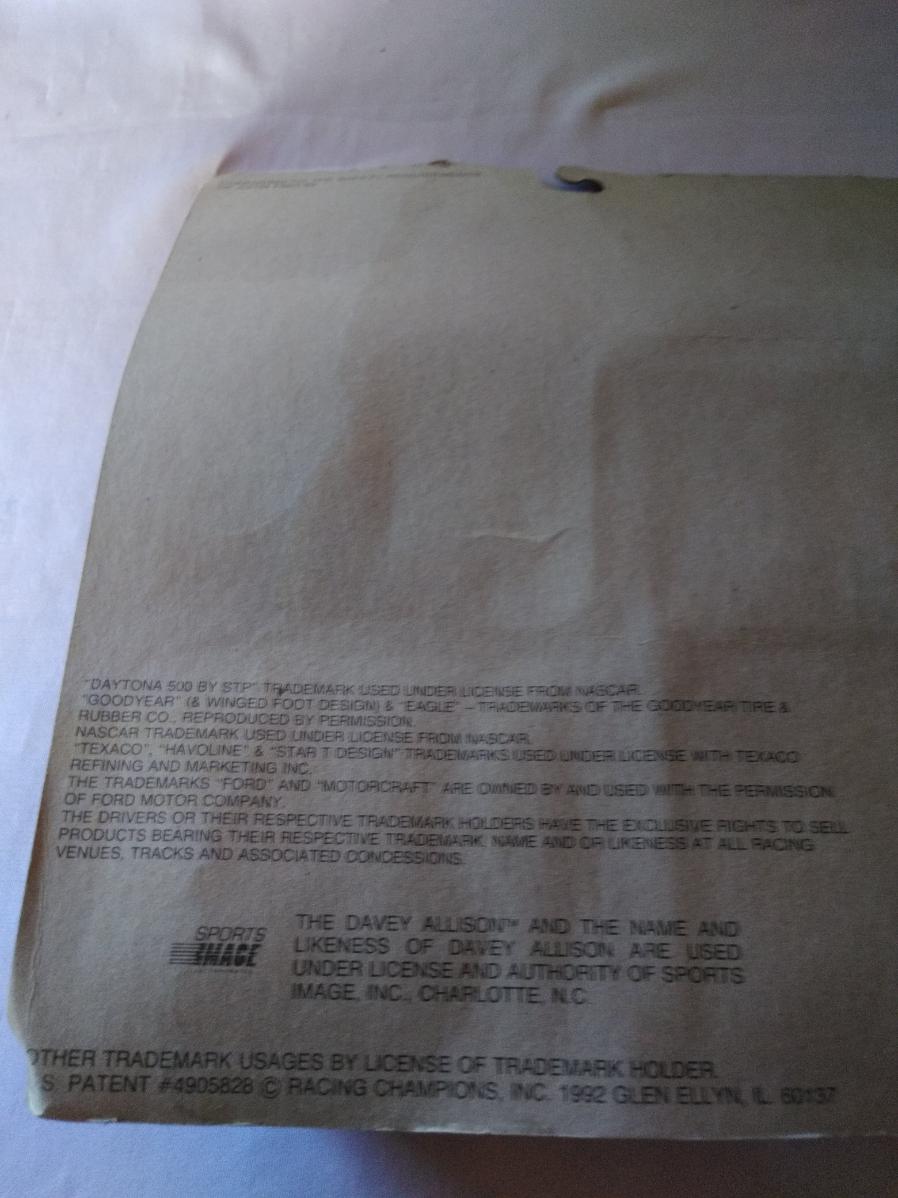 "DAYTONA 500 BY STP" TRADEMARK USED UNDER LICENSE FROM NASCAR.
"GOODYEAR" (& WINGED FOOT DESIGN) & "EAGLE" – TRADEMARKS OF THE GOODYEAR TIRE &
RUBBER CO., REPRODUCED BY PERMISSION.
NASCAR TRADEMARK USED UNDER LICENSE FROM NASCAR.
"TEXACO", "HAVOLINE" & "STAR T DESIGN" TRADEMARKS USED UNDER LICENSE WITH TEXACO
REFINING AND MARKETING INC.
THE TRADEMARKS "FORD" AND "MOTORCRAFT" ARE OWNED BY AND USED WITH THE PERMISSION
OF FORD MOTOR COMPANY.
THE DRIVERS OR THEIR RESPECTIVE TRADEMARK HOLDERS HAVE THE EXCLUSIVE RIGHTS TO SELL
PRODUCTS BEARING THEIR RESPECTIVE TRADEMARK, NAME AND OR LIKENESS AT ALL RACING
VENUES, TRACKS AND ASSOCIATED CONCESSIONS.
SPORTS
IMAGE
THE DAVEY ALLISON™ AND THE NAME AND
LIKENESS OF DAVEY ALLISON ARE USED
UNDER LICENSE AND AUTHORITY OF SPORTS
IMAGE, INC., CHARLOTTE, N.C.
OTHER TRADEMARK USAGES BY LICENSE OF TRADEMARK HOLDER.
S. PATENT #4905828 © RACING CHAMPIONS, INC. 1992 GLEN ELLYN, IL. 60137